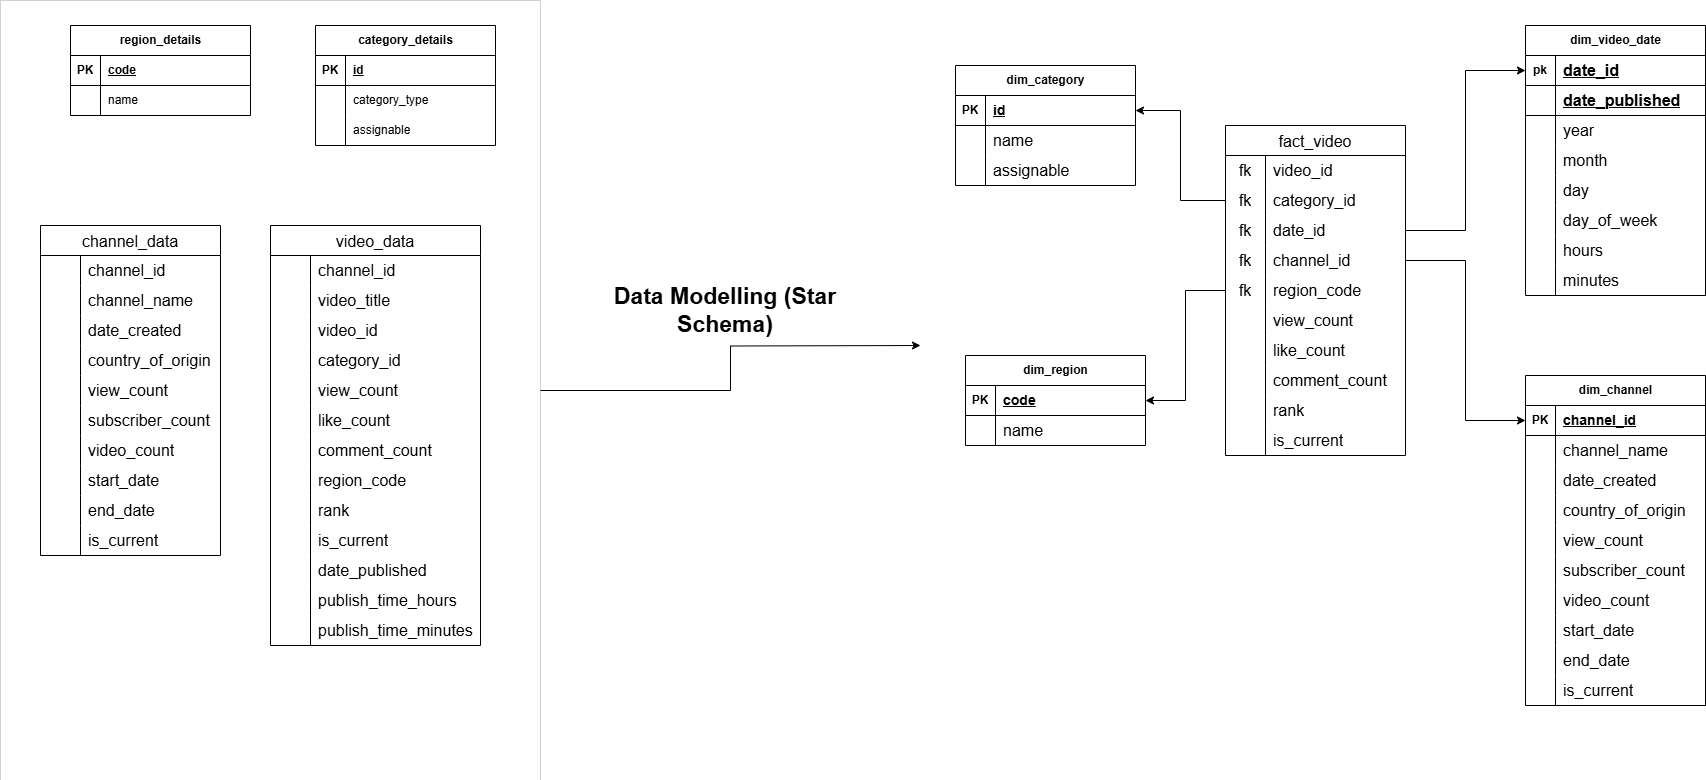 region_details
PK code
name
category_details
PK id
category_type
assignable
channel_data
channel_id
channel_name
date_created
country_of_origin
view_count
subscriber_count
video_count
start_date
end_date
is_current
video_data
channel_id
video_title
video_id
category_id
view_count
like_count
comment_count
region_code
rank
is_current
date_published
publish_time_hours
publish_time_minutes
Data Modelling (Star
Schema)
dim_category
PK id
name
assignable
dim_region
PK code
name
fact_video
fk video_id
fk category_id
fk date_id
fk channel_id
fk region_code
view_count
like_count
comment_count
rank
is_current
dim_video_date
pk date_id
date_published
year
month
day
day_of_week
hours
minutes
dim_channel
PK channel_id
channel_name
date_created
country_of_origin
view_count
subscriber_count
video_count
start_date
end_date
is_current